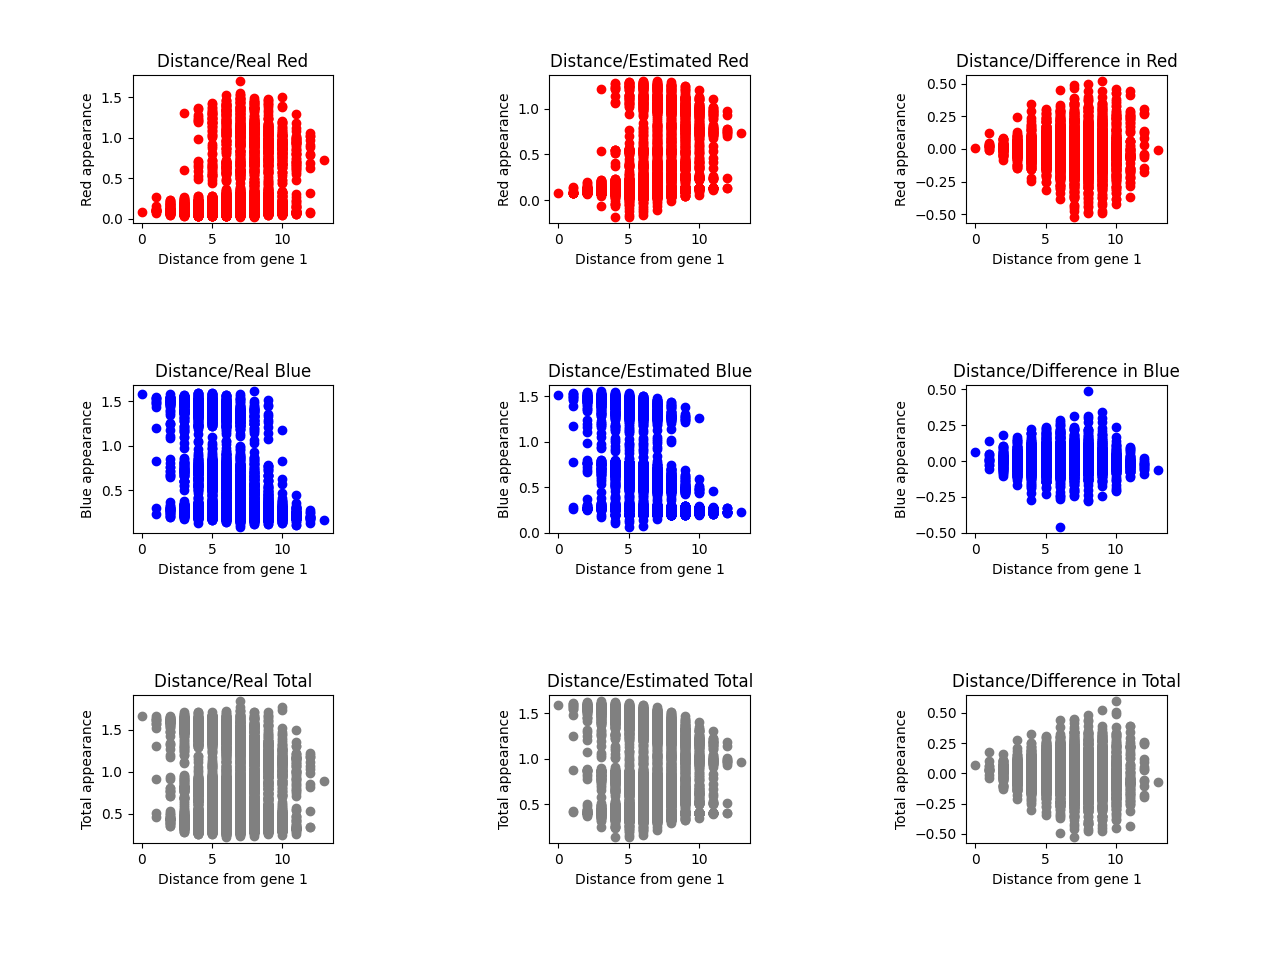 Distance/Real Red
Distance/Estimated Red
Distance/Difference in Red
Red appearance
1.5
1.0
0.5
0.0
0
5
10
Distance from gene 1
Red appearance
1.0
0.5
0.0
0
5
10
Distance from gene 1
Red appearance
0.50
0.25
0.00
−0.25
−0.50
0
5
10
Distance from gene 1
Distance/Real Blue
Distance/Estimated Blue
Distance/Difference in Blue
Blue appearance
1.5
1.0
0.5
0
5
10
Distance from gene 1
Blue appearance
1.5
1.0
0.5
0.0
0
5
10
Distance from gene 1
Blue appearance
0.50
0.25
0.00
−0.25
−0.50
0
5
10
Distance from gene 1
Distance/Real Total
Distance/Estimated Total
Distance/Difference in Total
Total appearance
1.5
1.0
0.5
0
5
10
Distance from gene 1
Total appearance
1.5
1.0
0.5
0
5
10
Distance from gene 1
Total appearance
0.50
0.25
0.00
−0.25
−0.50
0
5
10
Distance from gene 1